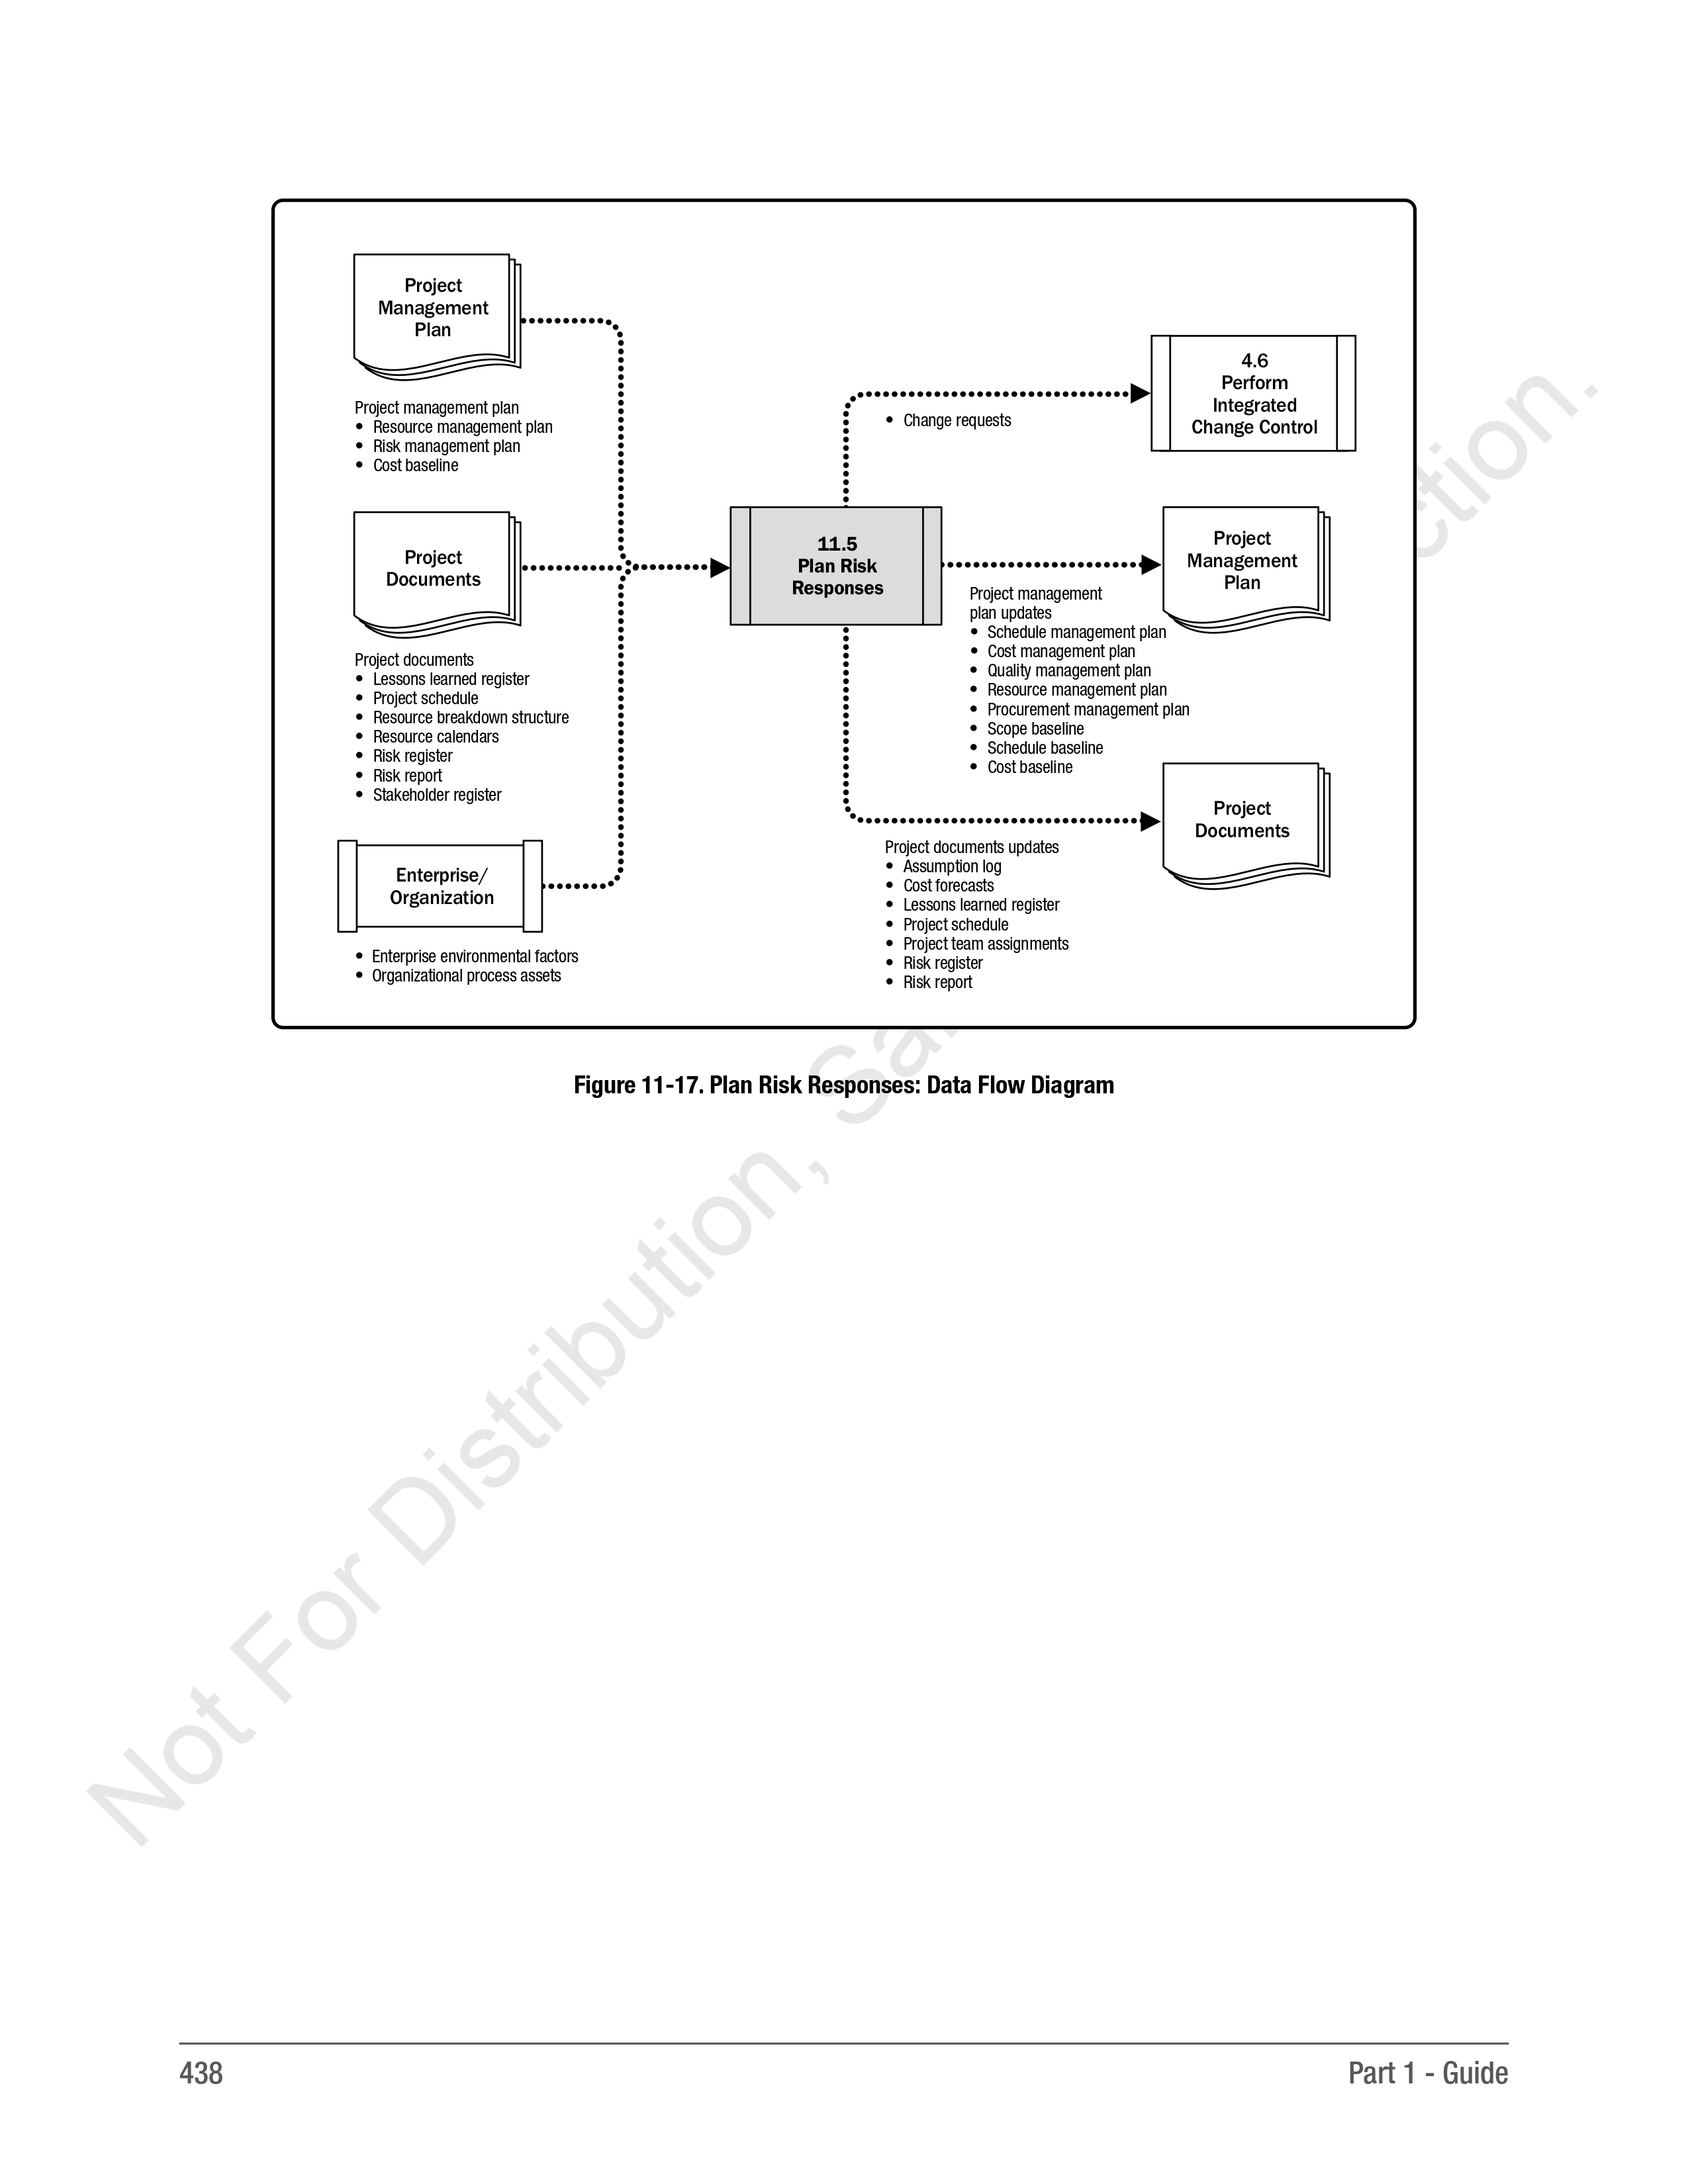 Project
Management
Plan
Project management plan
• Resource management plan
• Risk management plan
• Cost baseline
Project
Documents
Project documents
• Lessons learned register
• Project schedule
• Resource breakdown structure
• Resource calendars
• Risk register
• Risk report
• Stakeholder register
Enterprise/
Organization
• Enterprise environmental factors
• Organizational process assets
11.5
Plan Risk
Responses
• Change requests
4.6
Perform
Integrated
Change Control
Project
Management
Plan
Project management
plan updates
• Schedule management plan
• Cost management plan
• Quality management plan
• Resource management plan
• Procurement management plan
• Scope baseline
• Schedule baseline
• Cost baseline
Project
Documents
Project documents updates
• Assumption log
• Cost forecasts
• Lessons learned register
• Project schedule
• Project team assignments
• Risk register
• Risk report
Figure 11-17. Plan Risk Responses: Data Flow Diagram
Not For Distribution,
438
Part 1 - Guide